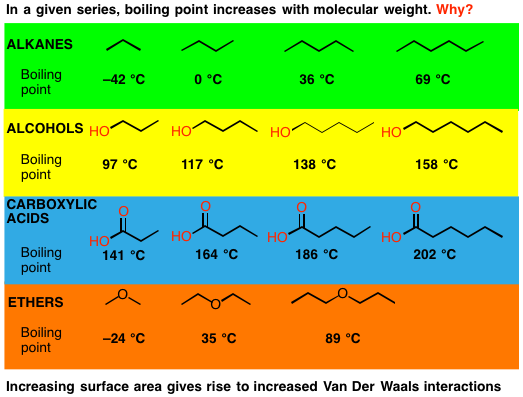 In a given series, boiling point increases with molecular weight. Why?
ALKANES
Boiling
point
–42 °C 0 °C 36 °C 69 °C
ALCOHOLS
HO HO HO HO
Boiling
point
97 °C 117 °C 138 °C 158 °C
CARBOXYLIC
ACIDS
O O O O
HO HO HO HO
Boiling
point
141 °C 164 °C 186 °C 202 °C
ETHERS
O O O
Boiling
point
–24 °C 35 °C 89 °C
Increasing surface area gives rise to increased Van Der Waals interactions